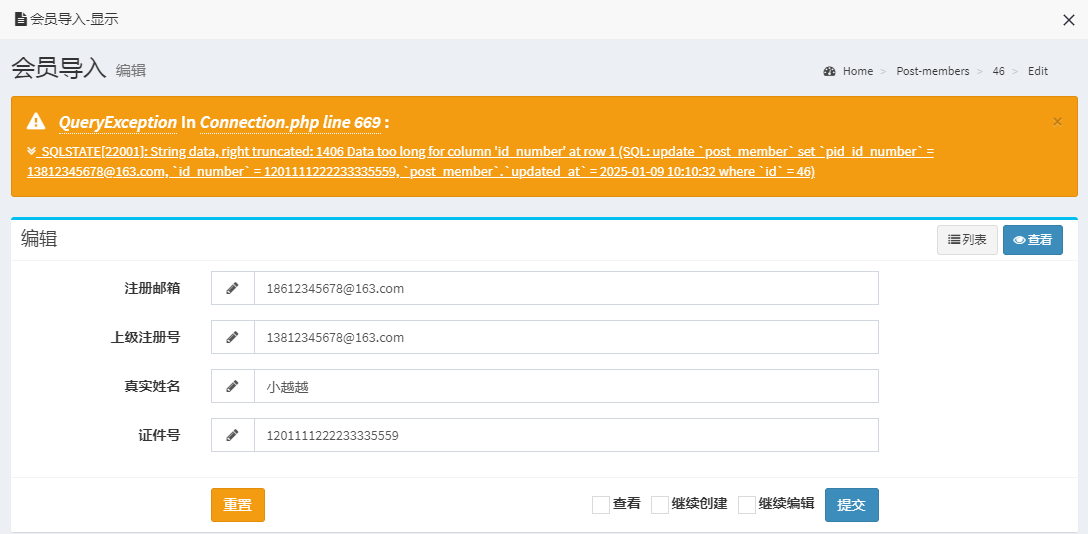 会员导入-显示
会员导入 编辑
Home > Post-members > 46 > Edit
QueryException In Connection.php line 669 :
SQLSTATE[22001]: String data, right truncated: 1406 Data too long for column 'id_number' at row 1 (SQL: update `post_member` set `pid_id_number` =
13812345678@163.com, `id_number` = 1201111222233335559, `post_member`.`updated_at` = 2025-01-09 10:10:32 where `id` = 46)
编辑
列表 查看
注册邮箱 18612345678@163.com
上级注册号 13812345678@163.com
真实姓名 小越越
证件号 1201111222233335559
重置 查看 继续创建 继续编辑 提交